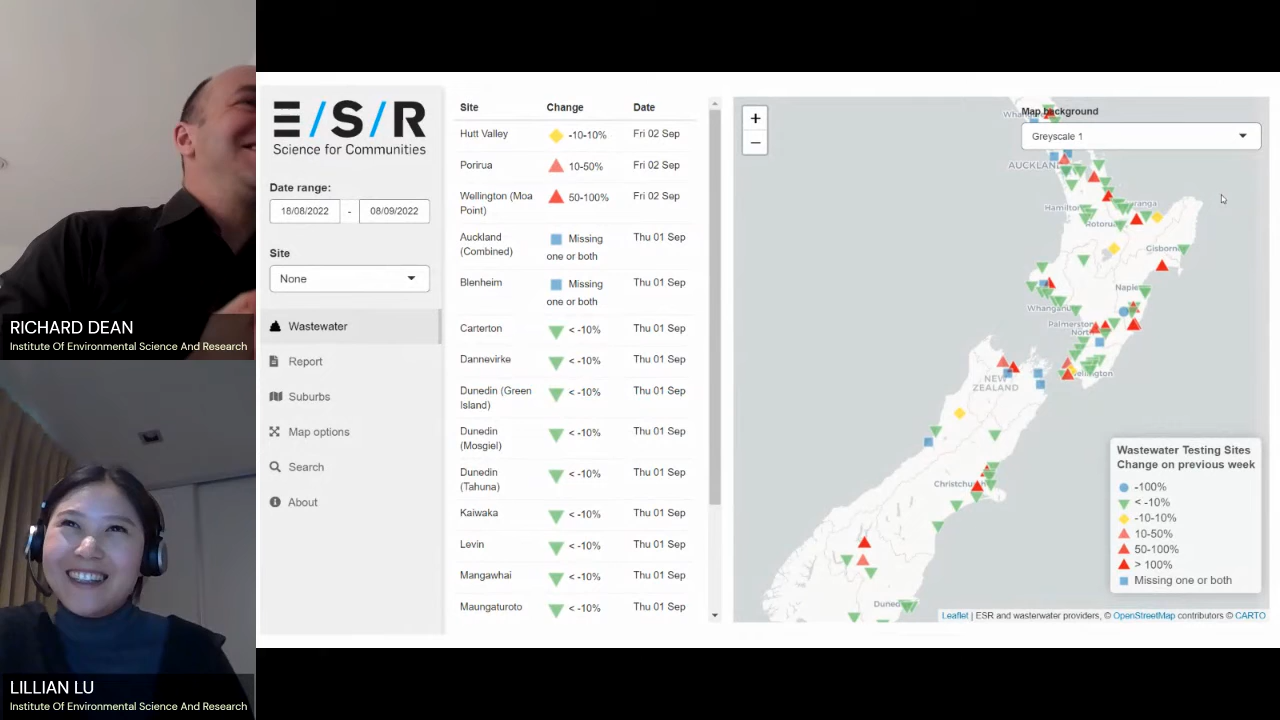 RICHARD DEAN
Institute Of Environmental Science And Research
LILLIAN LU
Institute Of Environmental Science And Research
E/S/R
Science for Communities
Date range:
18/08/2022 - 08/09/2022
Site
None
Wastewater
Report
Suburbs
Map options
Search
About
Site Change Date
Hutt Valley -10-10% Fri 02 Sep
Porirua 10-50% Fri 02 Sep
Wellington (Moa 50-100% Fri 02 Sep
Point)
Auckland Missing Thu 01 Sep
(Combined) one or both
Blenheim Missing Thu 01 Sep
one or both
Carterton < -10% Thu 01 Sep
Dannevirke < -10% Thu 01 Sep
Dunedin (Green < -10% Thu 01 Sep
Island)
Dunedin < -10% Thu 01 Sep
(Mosgiel)
Dunedin < -10% Thu 01 Sep
(Tahuna)
Kaiwaka < -10% Thu 01 Sep
Levin < -10% Thu 01 Sep
Mangawhai < -10% Thu 01 Sep
Maungaturoto < -10% Thu 01 Sep
+
−
Map background
Greyscale 1
AUCKLAND
Hamilton
Rotorua
Gisborne
Napier
Whanganui
Palmerston
North
Wellington
NEW
ZEALAND
Christchurch
Dunedin
Wastewater Testing Sites
Change on previous week
-100%
< -10%
-10-10%
10-50%
50-100%
> 100%
Missing one or both
Leaflet | ESR and wasterwater providers, © OpenStreetMap contributors © CARTO